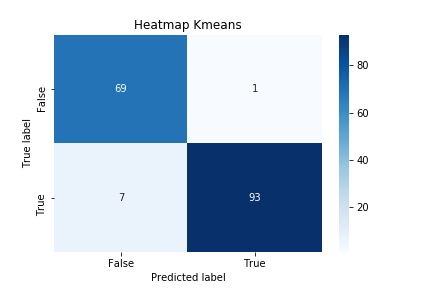 Heatmap Kmeans
False
69
1
80
60
True label
40
True
7
93
20
False
True
Predicted label